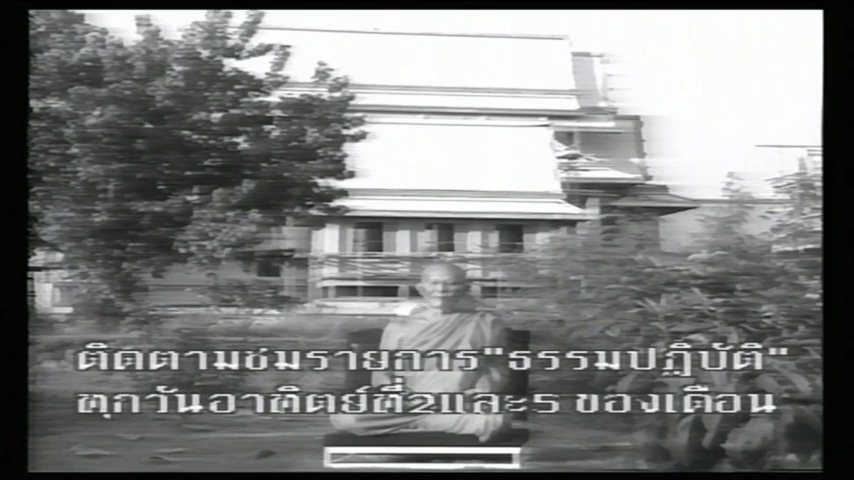 ติดตามชมรายการ"ธรรมปฏิบัติ"
ทุกวันอาทิตย์ที่2และ5 ของเดือน